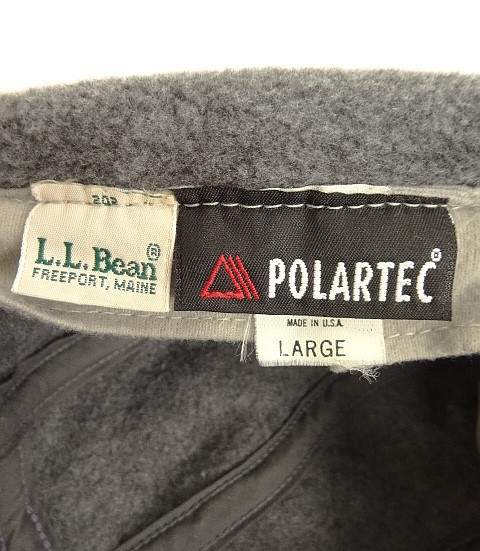 L.L.Bean®
FREEPORT, MAINE
POLARTEC®
MADE IN U.S.A.
LARGE